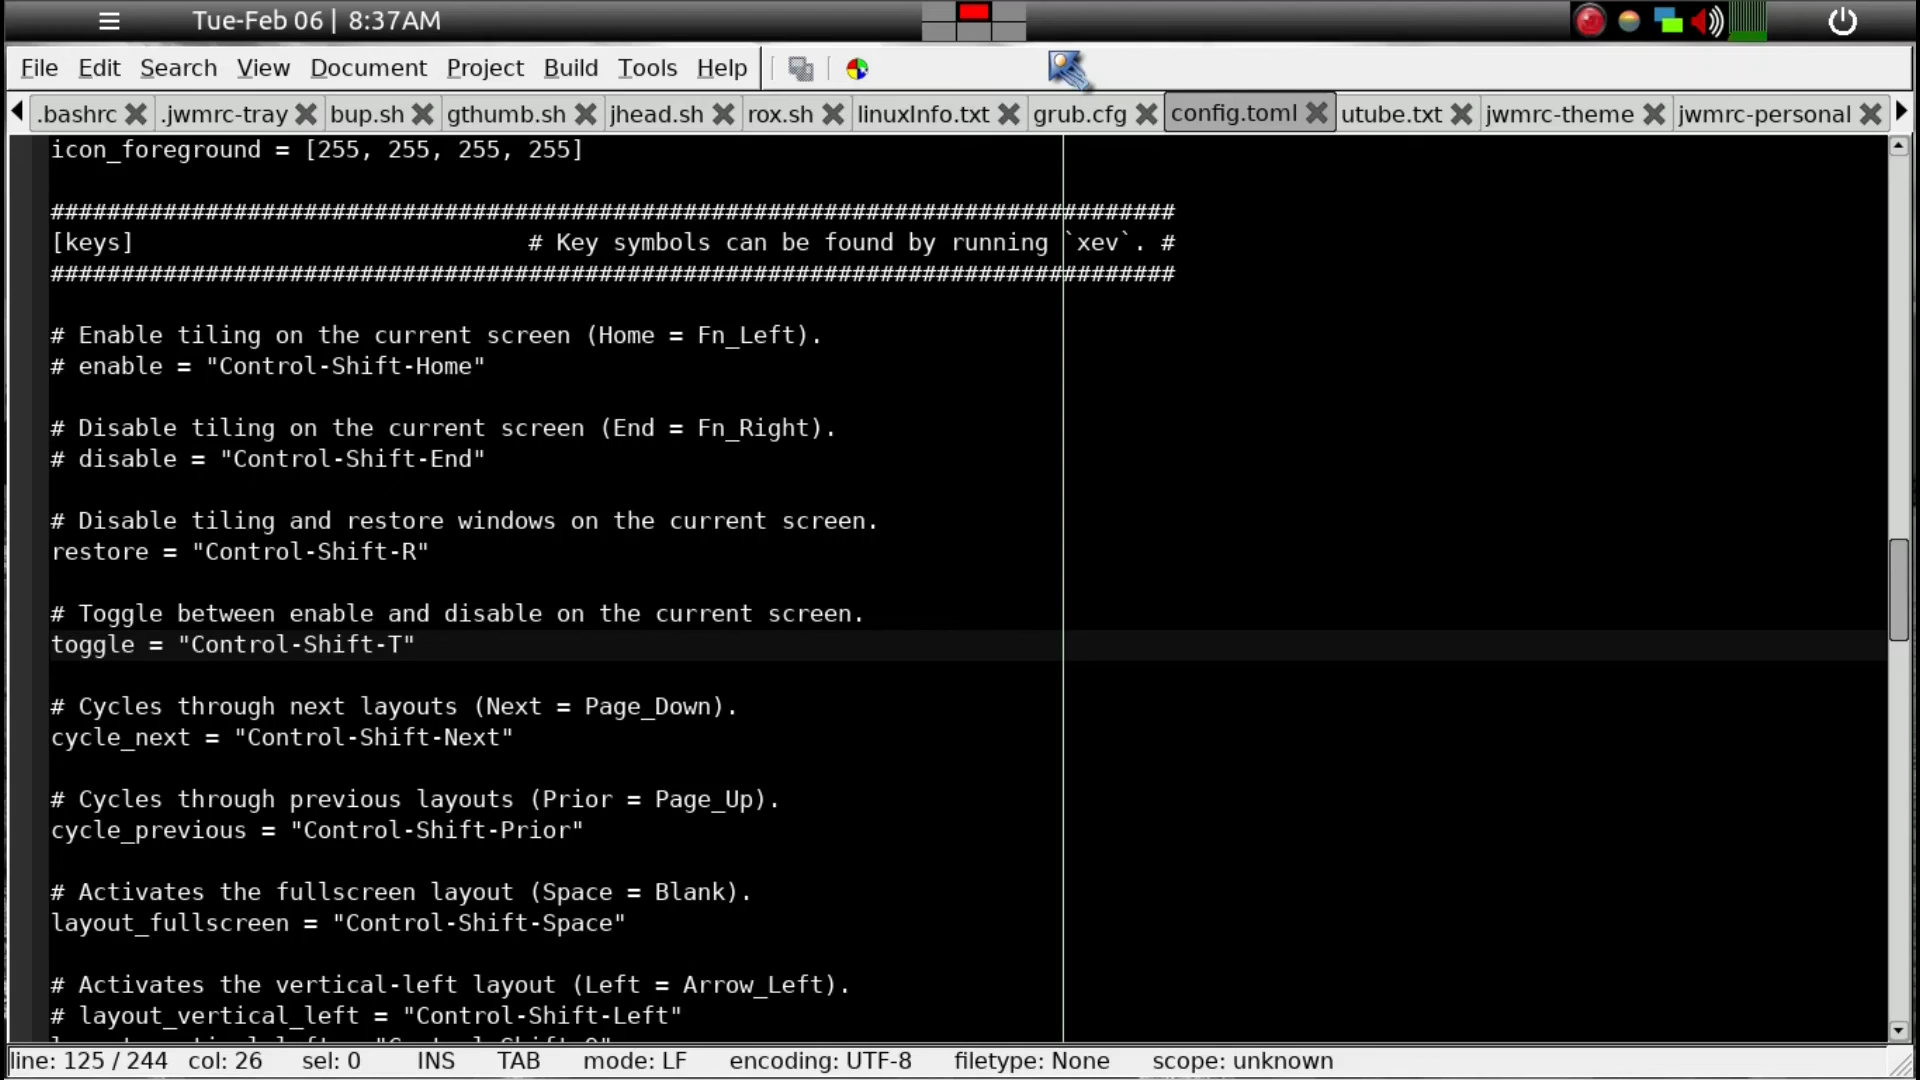 Tue-Feb 06 | 8:37AM
File Edit Search View Document Project Build Tools Help
.bashrc .jwmrc-tray bup.sh gthumb.sh jhead.sh rox.sh linuxInfo.txt grub.cfg config.toml utube.txt jwmrc-theme jwmrc-personal
icon_foreground = [255, 255, 255, 255]
################################################################################
[keys] # Key symbols can be found by running `xev`. #
################################################################################
# Enable tiling on the current screen (Home = Fn_Left).
# enable = "Control-Shift-Home"
# Disable tiling on the current screen (End = Fn_Right).
# disable = "Control-Shift-End"
# Disable tiling and restore windows on the current screen.
restore = "Control-Shift-R"
# Toggle between enable and disable on the current screen.
toggle = "Control-Shift-T"
# Cycles through next layouts (Next = Page_Down).
cycle_next = "Control-Shift-Next"
# Cycles through previous layouts (Prior = Page_Up).
cycle_previous = "Control-Shift-Prior"
# Activates the fullscreen layout (Space = Blank).
layout_fullscreen = "Control-Shift-Space"
# Activates the vertical-left layout (Left = Arrow_Left).
# layout_vertical_left = "Control-Shift-Left"
line: 125 / 244 col: 26 sel: 0 INS TAB mode: LF encoding: UTF-8 filetype: None scope: unknown